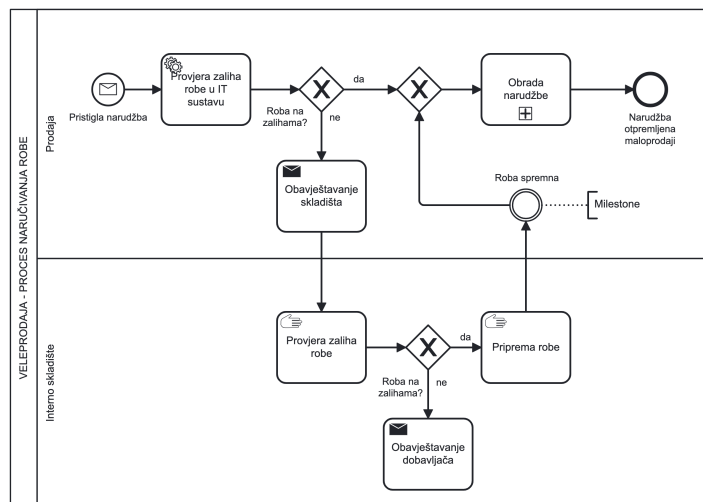 VELEPRODAJA - PROCES NARUČIVANJA ROBE
Prodaja
Pristigla narudžba
Provjera zaliha
robe u IT
sustavu
Roba na
zalihama?
da
ne
Obavještavanje
skladišta
Obrada
narudžbe
Narudžba
otpremljena
maloprodaji
Roba spremna
Milestone
Interno skladište
Provjera zaliha
robe
Roba na
zalihama?
da
ne
Priprema robe
Obavještavanje
dobavljača